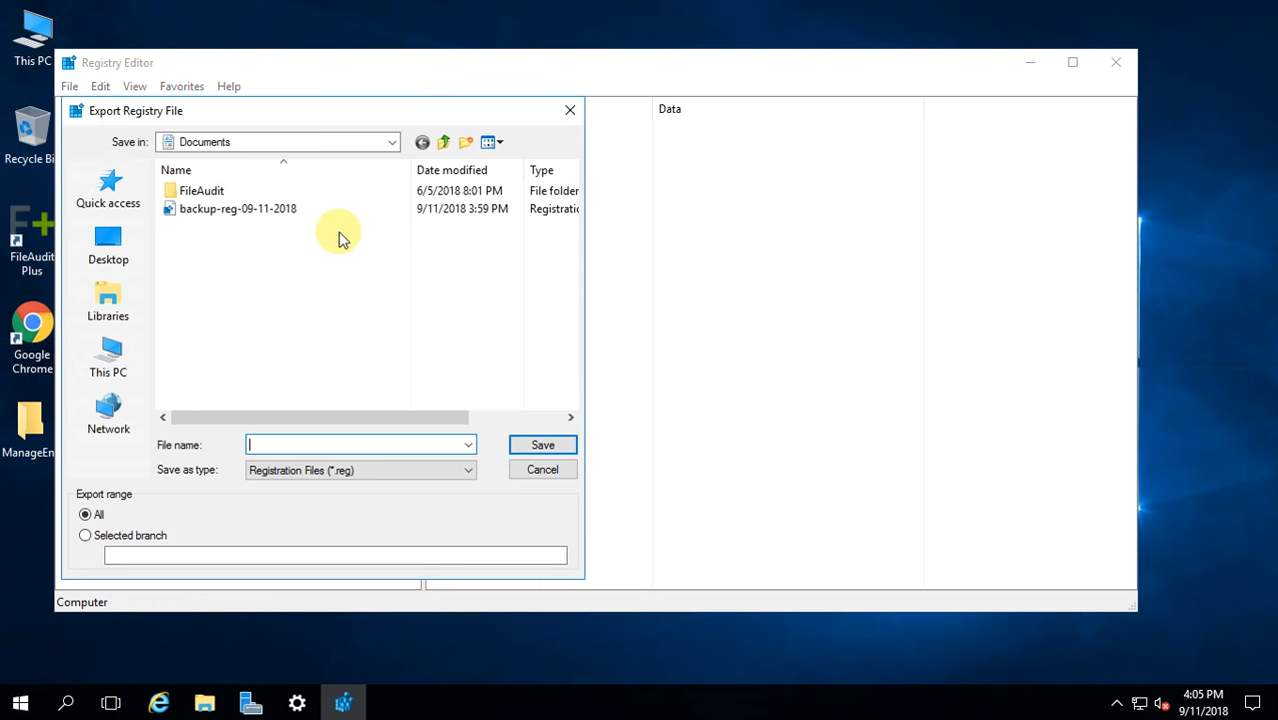 This PC
Recycle Bi
FileAudit
Plus
Google
Chrome
ManageEn
Registry Editor
File Edit View Favorites Help
Export Registry File
Data
Save in: Documents
Quick access
Desktop
Libraries
This PC
Network
Name Date modified Type
FileAudit 6/5/2018 8:01 PM File folder
backup-reg-09-11-2018 9/11/2018 3:59 PM Registratio
File name: Save
Save as type: Registration Files (*.reg) Cancel
Export range
All
Selected branch
Computer
4:05 PM
9/11/2018